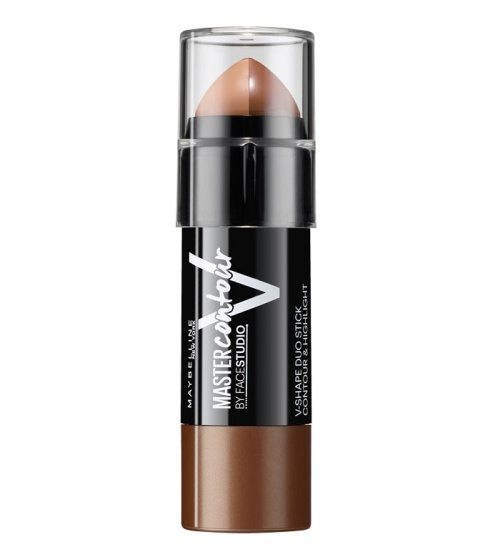 MAYBELLINE
NEW YORK
MASTER contour
V
BY FACESTUDIO
V-SHAPE DUO STICK
CONTOUR & HIGHLIGHT